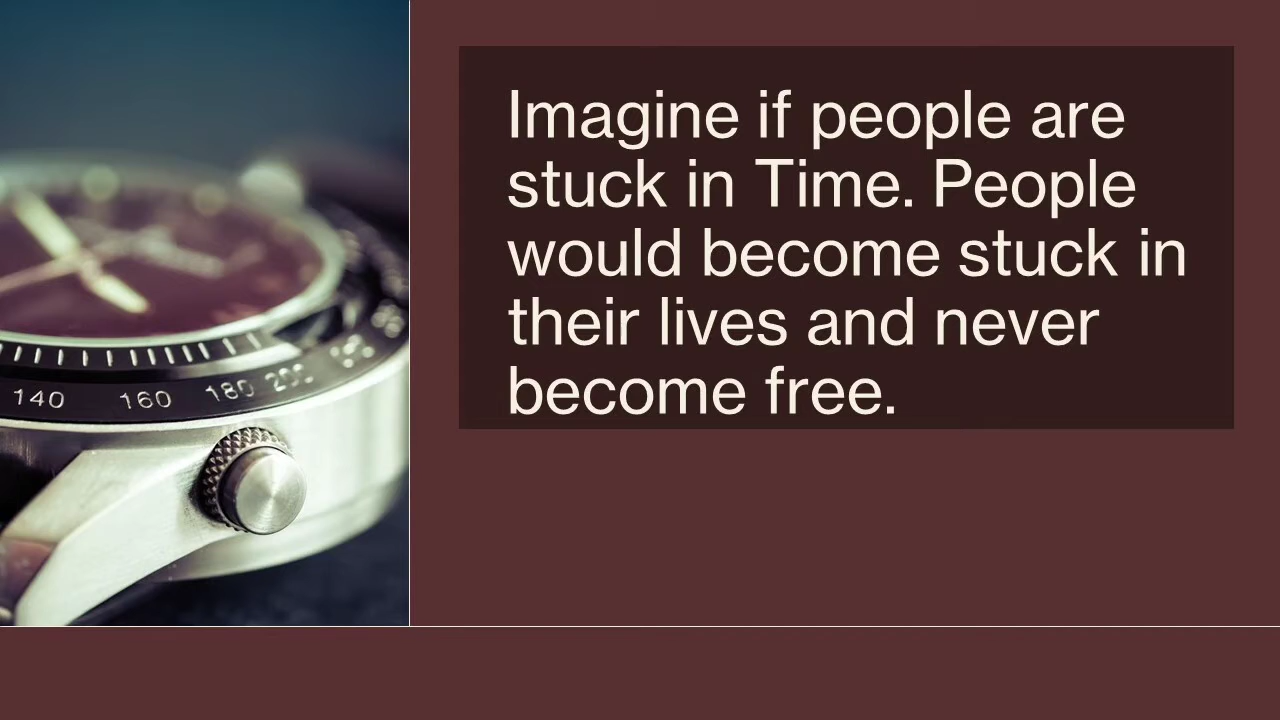 Imagine if people are
stuck in Time. People
would become stuck in
their lives and never
become free.
140 160 180 200